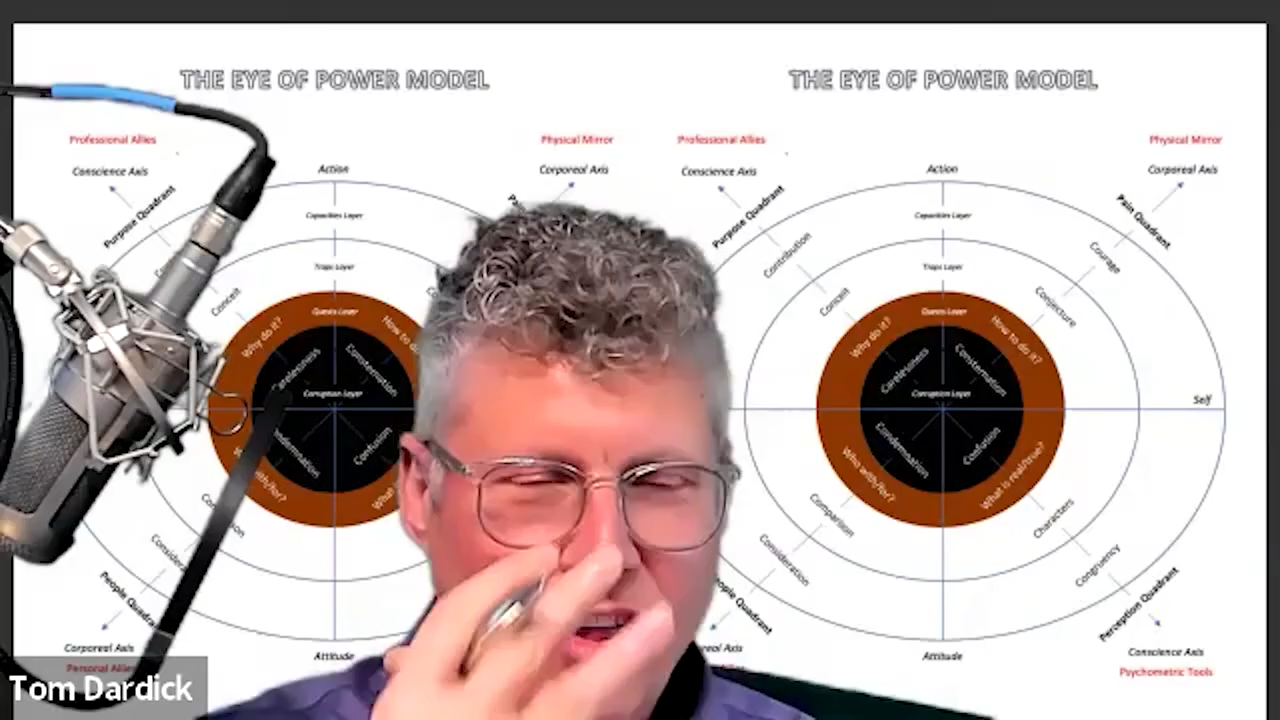 THE EYE OF POWER MODEL
Professional Allies
Physical Mirror
Conscience Axis
Action
Corporeal Axis
Purpose Quadrant
Capacities Layer
Traps Layer
Conceit
Quests Layer
Why do it?
How to do
Carelessness
Consternation
Corruption Layer
Confusion
What
People Quadra
Corporeal Axis
Attitude
Personal Allies
THE EYE OF POWER MODEL
Professional Allies
Physical Mirror
Conscience Axis
Action
Corporeal Axis
Purpose Quadrant
Pain Quadrant
Capacities Layer
Contribution
Courage
Traps Layer
Conceit
Conjecture
Quests Layer
Why do it?
How to do it?
Carelessness
Consternation
Corruption Layer
Self
Condemnation
Confusion
Who with/for?
What is real/true?
Comparison
Characters
Consideration
Congruency
People Quadrant
Perception Quadrant
Attitude
Conscience Axis
Psychometric Tools
Tom Dardick